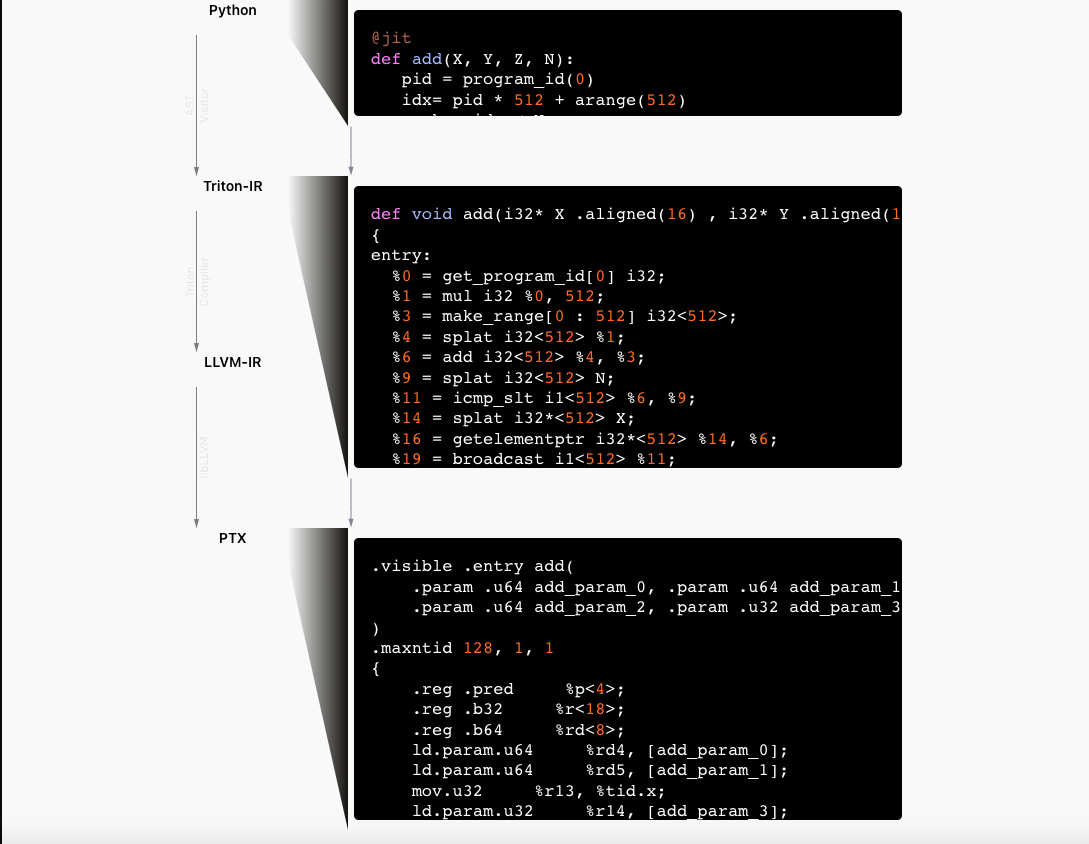 Python
AST
Visitor
Triton-IR
Triton
Compiler
LLVM-IR
libLLVM
PTX
@jit
def add(X, Y, Z, N):
   pid = program_id(0)
   idx= pid * 512 + arange(512)
def void add(i32* X .aligned(16) , i32* Y .aligned(1
{
entry:
  %0 = get_program_id[0] i32;
  %1 = mul i32 %0, 512;
  %3 = make_range[0 : 512] i32<512>;
  %4 = splat i32<512> %1;
  %6 = add i32<512> %4, %3;
  %9 = splat i32<512> N;
  %11 = icmp_slt i1<512> %6, %9;
  %14 = splat i32*<512> X;
  %16 = getelementptr i32*<512> %14, %6;
  %19 = broadcast i1<512> %11;
.visible .entry add(
    .param .u64 add_param_0, .param .u64 add_param_1
    .param .u64 add_param_2, .param .u32 add_param_3
)
.maxntid 128, 1, 1
{
    .reg .pred     %p<4>;
    .reg .b32     %r<18>;
    .reg .b64     %rd<8>;
    ld.param.u64     %rd4, [add_param_0];
    ld.param.u64     %rd5, [add_param_1];
    mov.u32     %r13, %tid.x;
    ld.param.u32     %r14, [add_param_3];